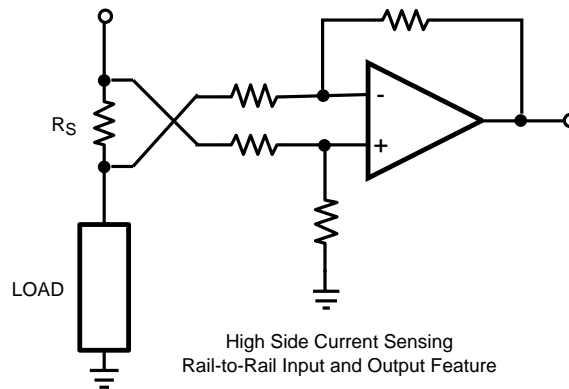 RS
-
+
LOAD
High Side Current Sensing
Rail-to-Rail Input and Output Feature